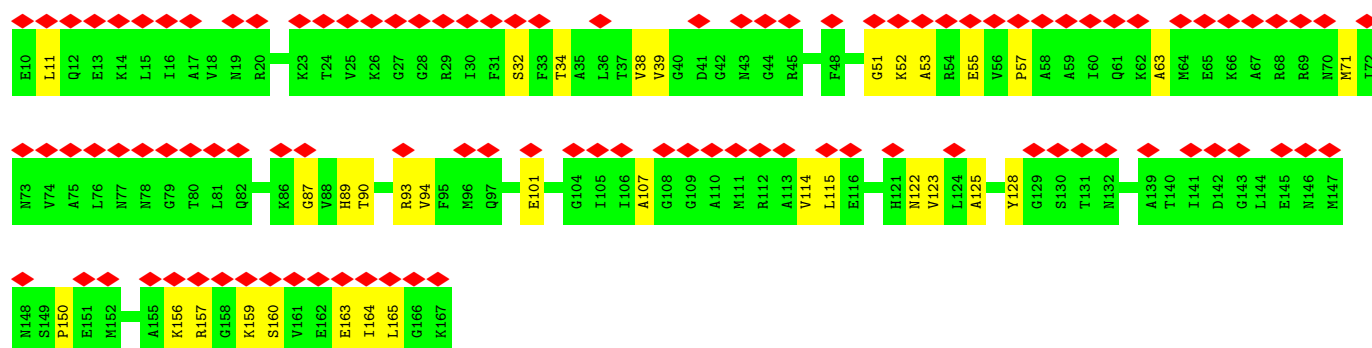 E10 L11 Q12 E13 K14 L15 I16 A17 V18 N19 R20 K23 T24 V25 K26 G27 G28 R29 I30 F31 S32 F33 T34 A35 L36 T37 V38 V39 G40 D41 G42 N43 G44 R45 F48 G51 K52 A53 R54 E55 V56 P57 A58 A59 I60 Q61 K62 A63 M64 E65 K66 A67 R68 R69 N70 M71 I72
N73 V74 A75 L76 N77 N78 G79 T80 L81 Q82 K86 G87 V88 H89 T90 R93 V94 F95 M96 Q97 E101 G104 I105 I106 A107 G108 G109 A110 M111 R112 A113 V114 L115 E116 H121 N122 V123 L124 A125 Y128 G129 S130 T131 N132 A139 T140 I141 D142 G143 L144 E145 N146 M147
N148 S149 P150 E151 M152 A155 K156 R157 G158 K159 S160 V161 E162 E163 I164 L165 G166 K167